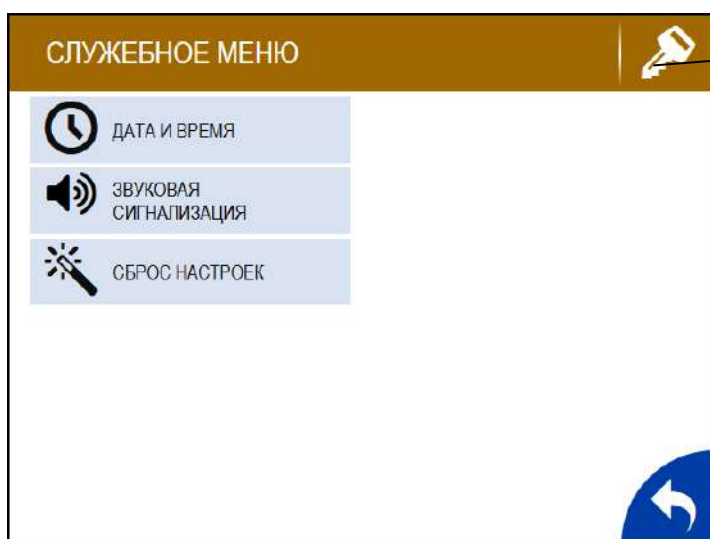 СЛУЖЕБНОЕ МЕНЮ
ДАТА И ВРЕМЯ
ЗВУКОВАЯ
СИГНАЛИЗАЦИЯ
СБРОС НАСТРОЕК